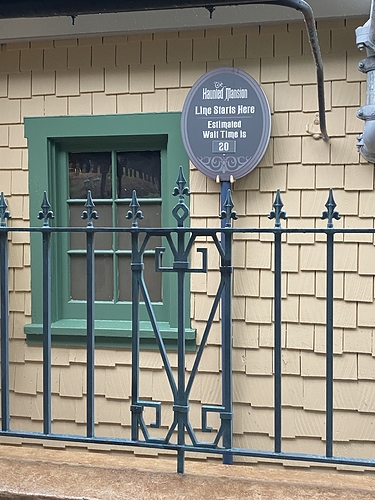 The
Haunted Mansion
Line Starts Here
Estimated
Wait Time is
20